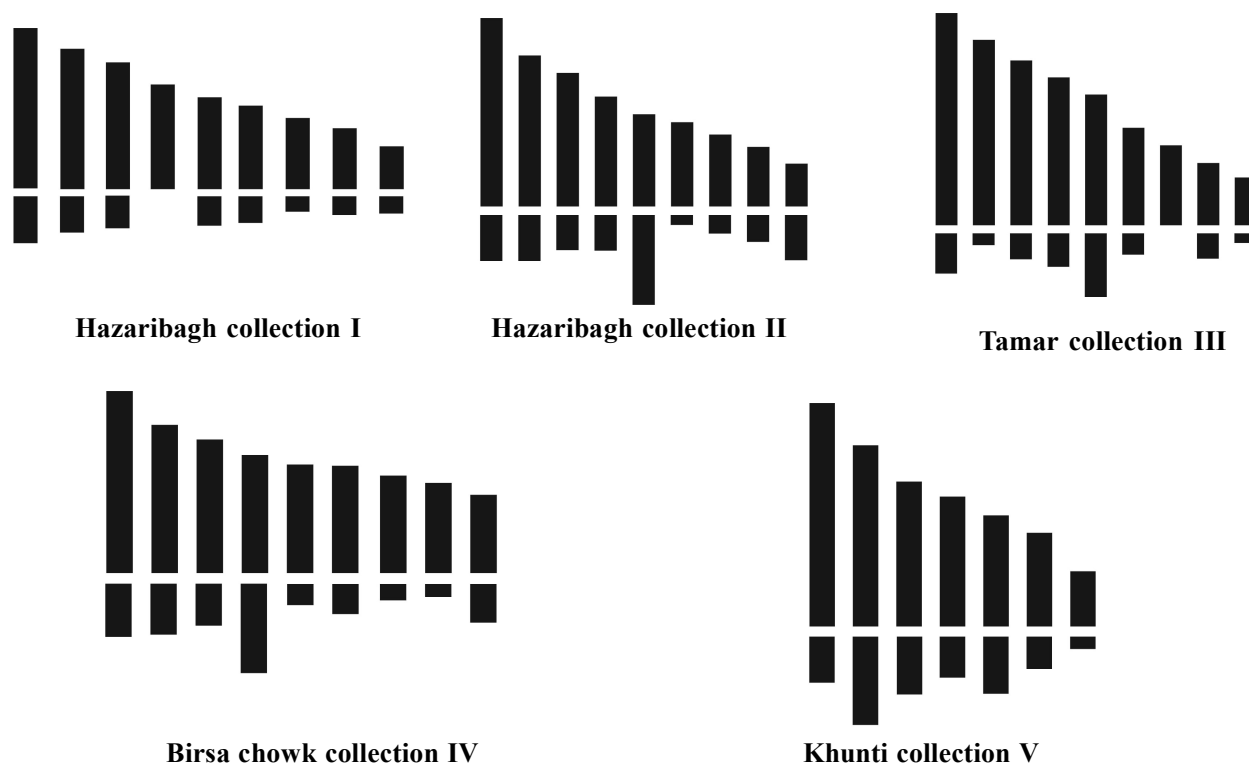 Hazaribagh collection I
Hazaribagh collection II
Tamar collection III
Birsa chowk collection IV
Khunti collection V